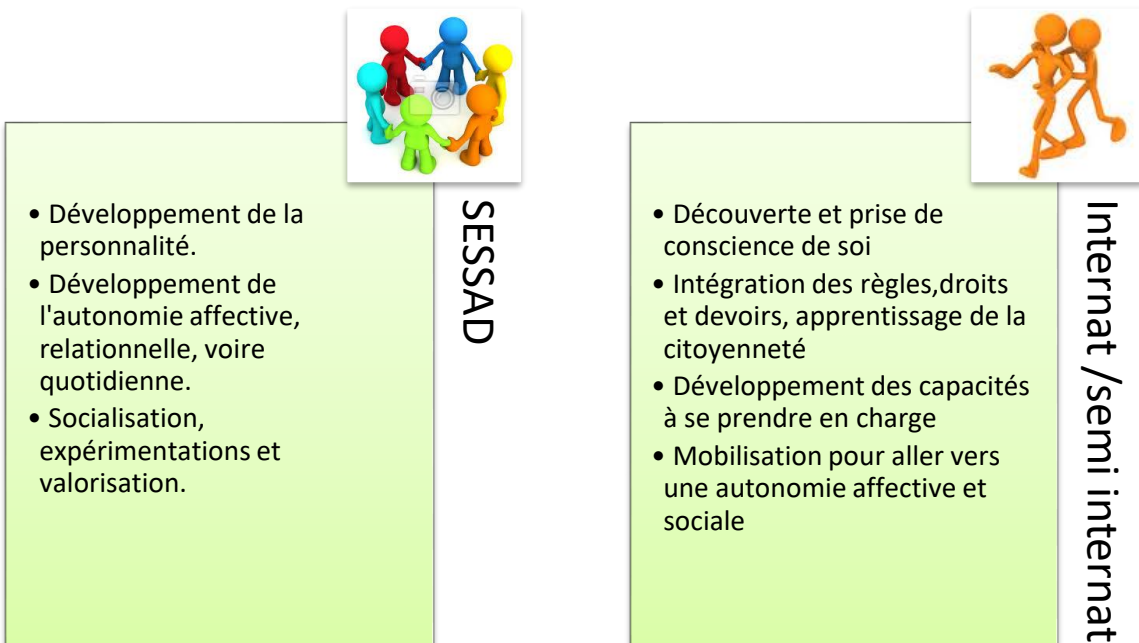 SESSAD
• Développement de la
personnalité.
• Développement de
l'autonomie affective,
relationnelle, voire
quotidienne.
• Socialisation,
expérimentations et
valorisation.
Internat /semi internat
• Découverte et prise de
conscience de soi
• Intégration des règles,droits
et devoirs, apprentissage de la
citoyenneté
• Développement des capacités
à se prendre en charge
• Mobilisation pour aller vers
une autonomie affective et
sociale